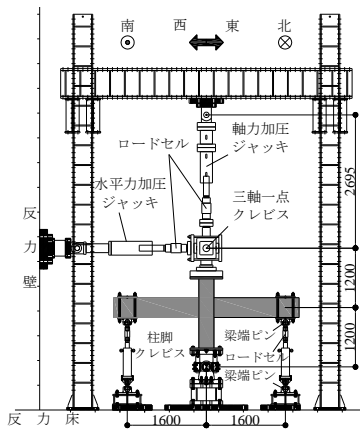 南 西 東 北
ロードセル
軸力加圧
ジャッキ
水平力加圧
ジャッキ
三軸一点
クレビス
反
力
壁
2695
1200
1200
柱脚
クレビス
梁端ピン
ロードセル
梁端ピン
反 力 床
1600 1600